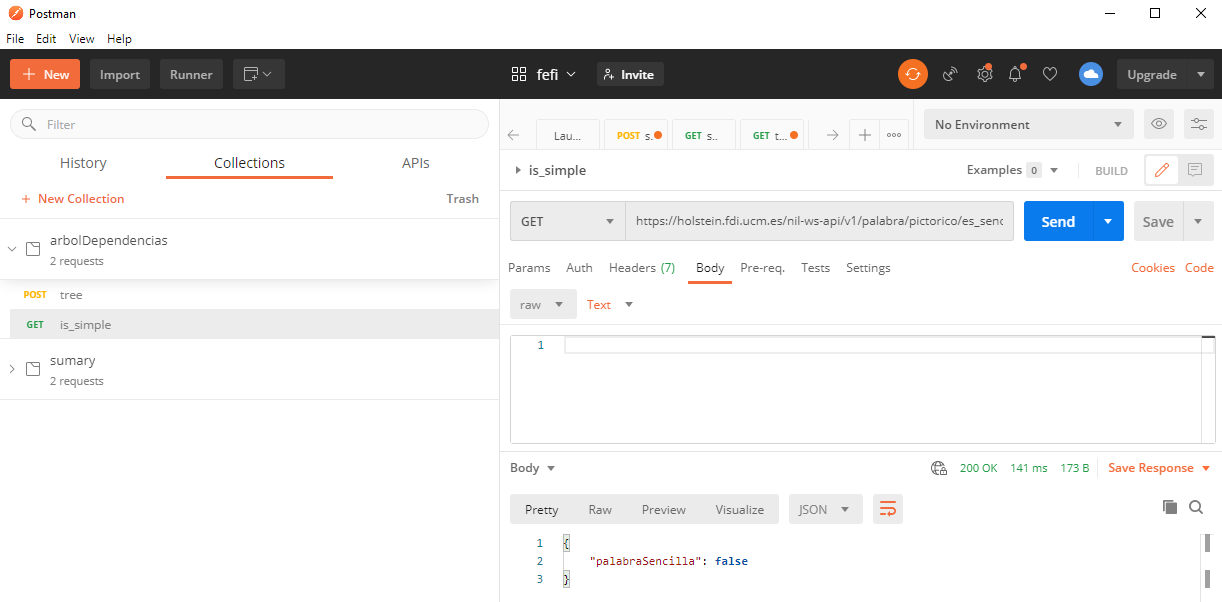 Postman
File Edit View Help
New Import Runner fefi Invite Upgrade
Filter
History Collections APIs
New Collection Trash
arbolDependencias
2 requests
POST tree
GET is_simple
sumary
2 requests
Lau... POST s. GET s.. GET t... No Environment
is_simple Examples 0 BUILD
GET https://holstein.fdi.ucm.es/nil-ws-api/v1/palabra/pictorico/es_senc Send Save
Params Auth Headers (7) Body Pre-req. Tests Settings Cookies Code
raw Text
1
Body 200 OK 141 ms 173 B Save Response
Pretty Raw Preview Visualize JSON
1 {
2 "palabraSencilla": false
3 }